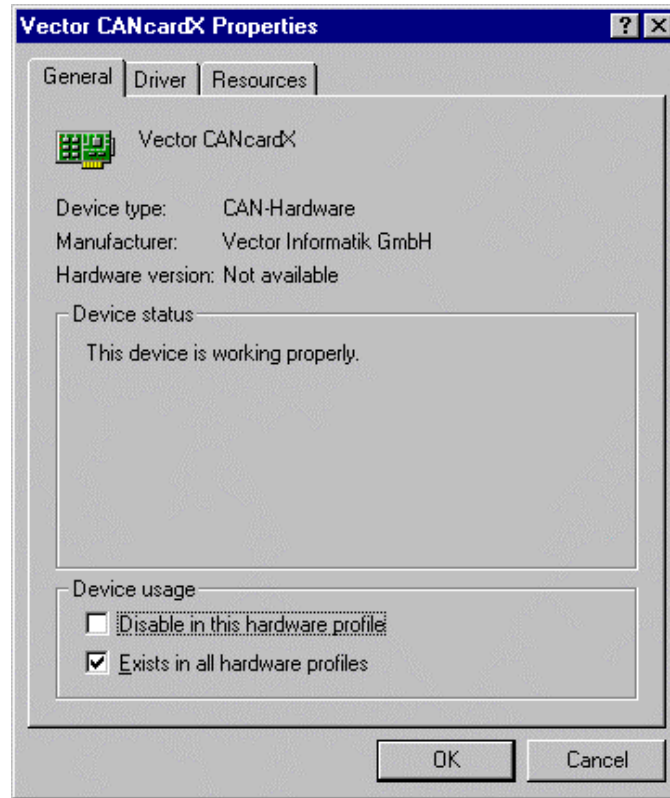 Vector CANcardX Properties
General Driver Resources
Vector CANcardX
Device type: CAN-Hardware
Manufacturer: Vector Informatik GmbH
Hardware version: Not available
Device status
This device is working properly.
Device usage
Disable in this hardware profile
Exists in all hardware profiles
OK Cancel